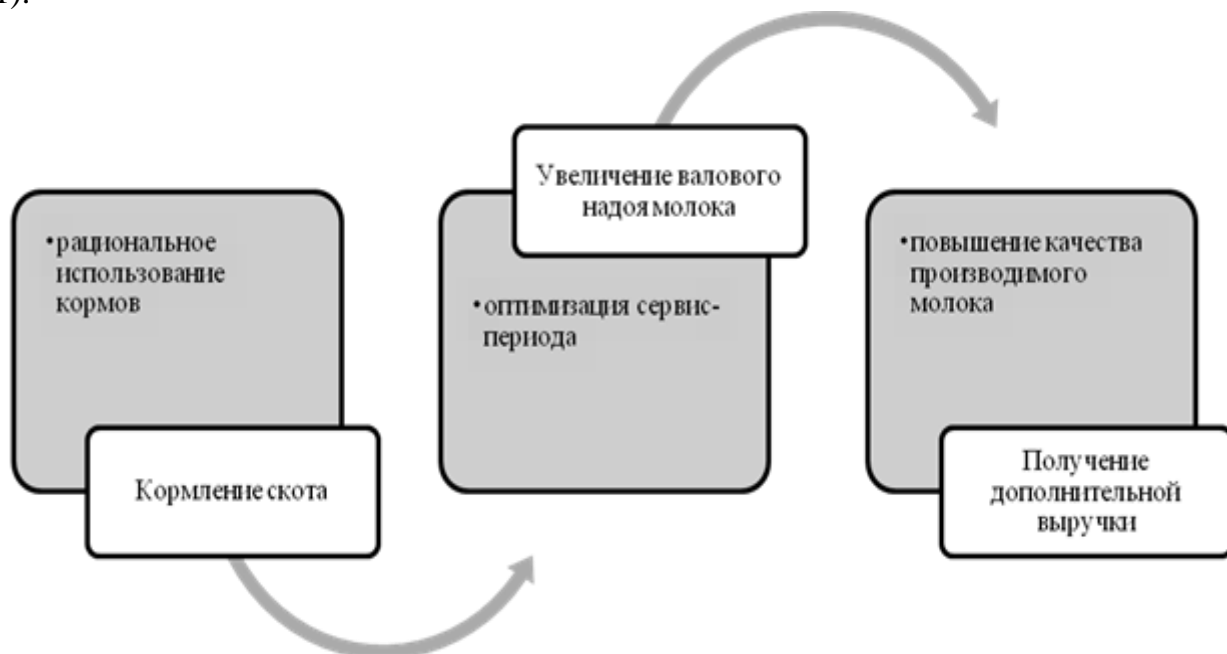 •рациональное
использование
кормов
Кормление скота
Увеличение валового
надоя молока
•оптимизация сервис-
периода
•повышение качества
производимого
молока
Получение
дополнительной
выручки